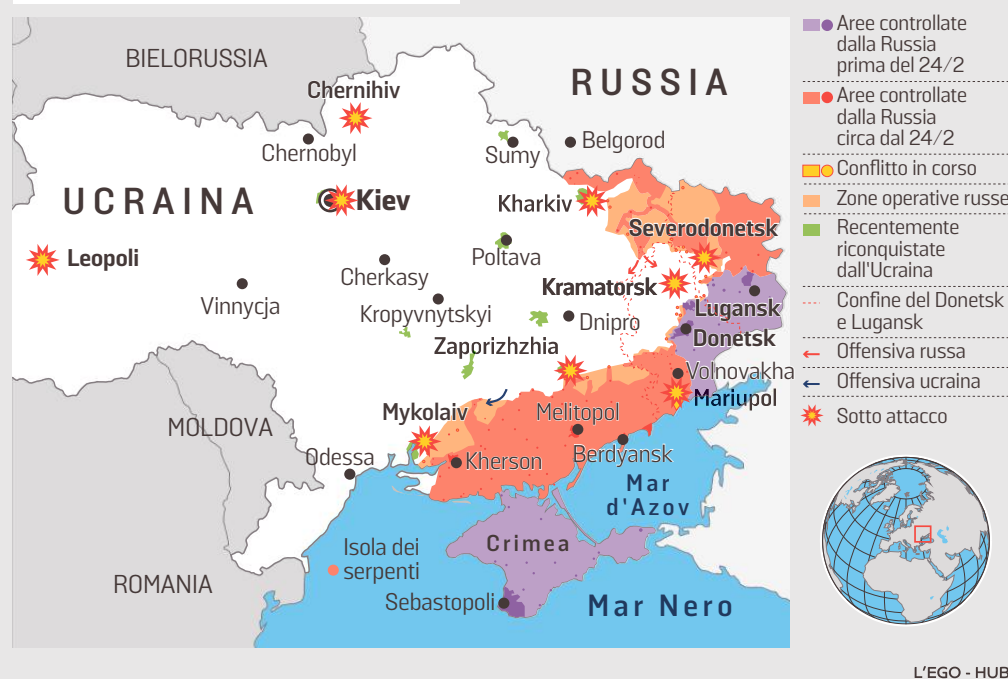 BIELORUSSIA
RUSSIA
Chernihiv
Chernobyl
Sumy
Belgorod
UCRAINA
Kiev
Kharkiv
Severodonetsk
Leopoli
Poltava
Cherkasy
Kramatorsk
Vinnycja
Kropyvnytskyi
Dnipro
Lugansk
Donetsk
Zaporizhzhia
Volnovakha
Mariupol
Mykolaiv
Melitopol
MOLDOVA
Odessa
Kherson
Berdyansk
Mar
d'Azov
Crimea
Isola dei
serpenti
ROMANIA
Sebastopoli
Mar Nero
Aree controllate
dalla Russia
prima del 24/2
Aree controllate
dalla Russia
circa dal 24/2
Conflitto in corso
Zone operative russe
Recentemente
riconquistate
dall'Ucraina
Confine del Donetsk
e Lugansk
Offensiva russa
Offensiva ucraina
Sotto attacco
L'EGO - HUB